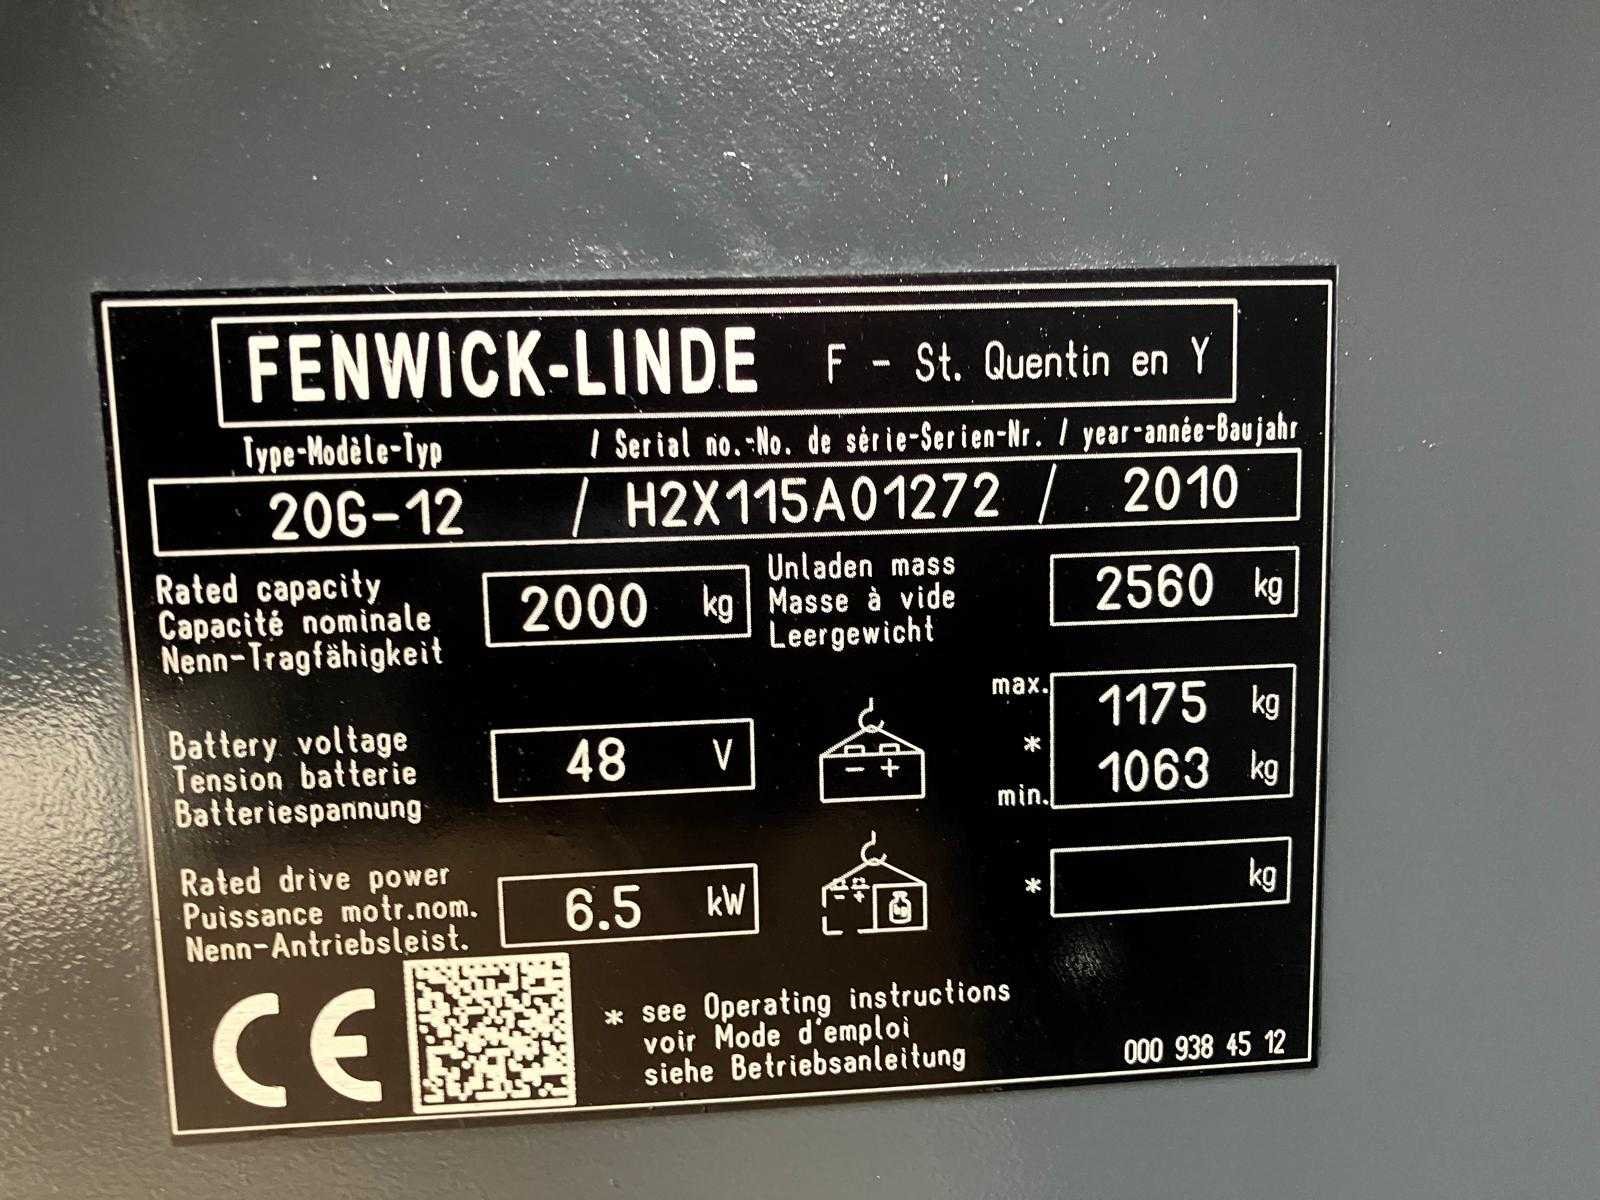 FENWICK-LINDE F - St. Quentin en Y
Type-Modèle-Typ / Serial no.-No. de série-Serien-Nr. / year-année-Baujahr
20G-12 / H2X115A01272 / 2010
Rated capacity
Capacité nominale
Nenn-Tragfähigkeit
2000 kg
Unladen mass
Masse à vide
Leergewicht
2560 kg
Battery voltage
Tension batterie
Batteriespannung
48 V
- +
max.
*
min.
1175 kg
1063 kg
Rated drive power
Puissance motr.nom.
Nenn-Antriebsleist.
6.5 kW
- +
kg
* kg
CE
* see Operating instructions
voir Mode d'emploi
siehe Betriebsanleitung
000 938 45 12